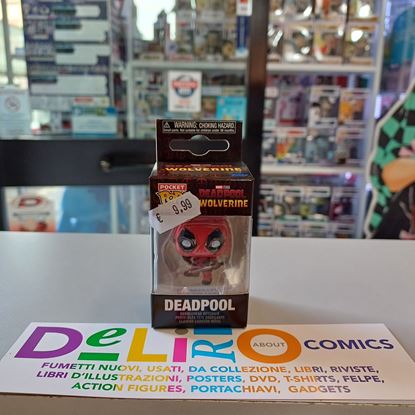 WARNING: CHOKING HAZARD.
POCKET
POP
DEADPOOL
WOLVERINE
€ 9,99
DEADPOOL
DELIRIO ABOUT COMICS
FUMETTI NUOVI, USATI, DA COLLEZIONE, LIBRI, RIVISTE,
LIBRI D'ILLUSTRAZIONI, POSTERS, DVD, T-SHIRTS, FELPE,
ACTION FIGURES, PORTACHIAVI, GADGETS